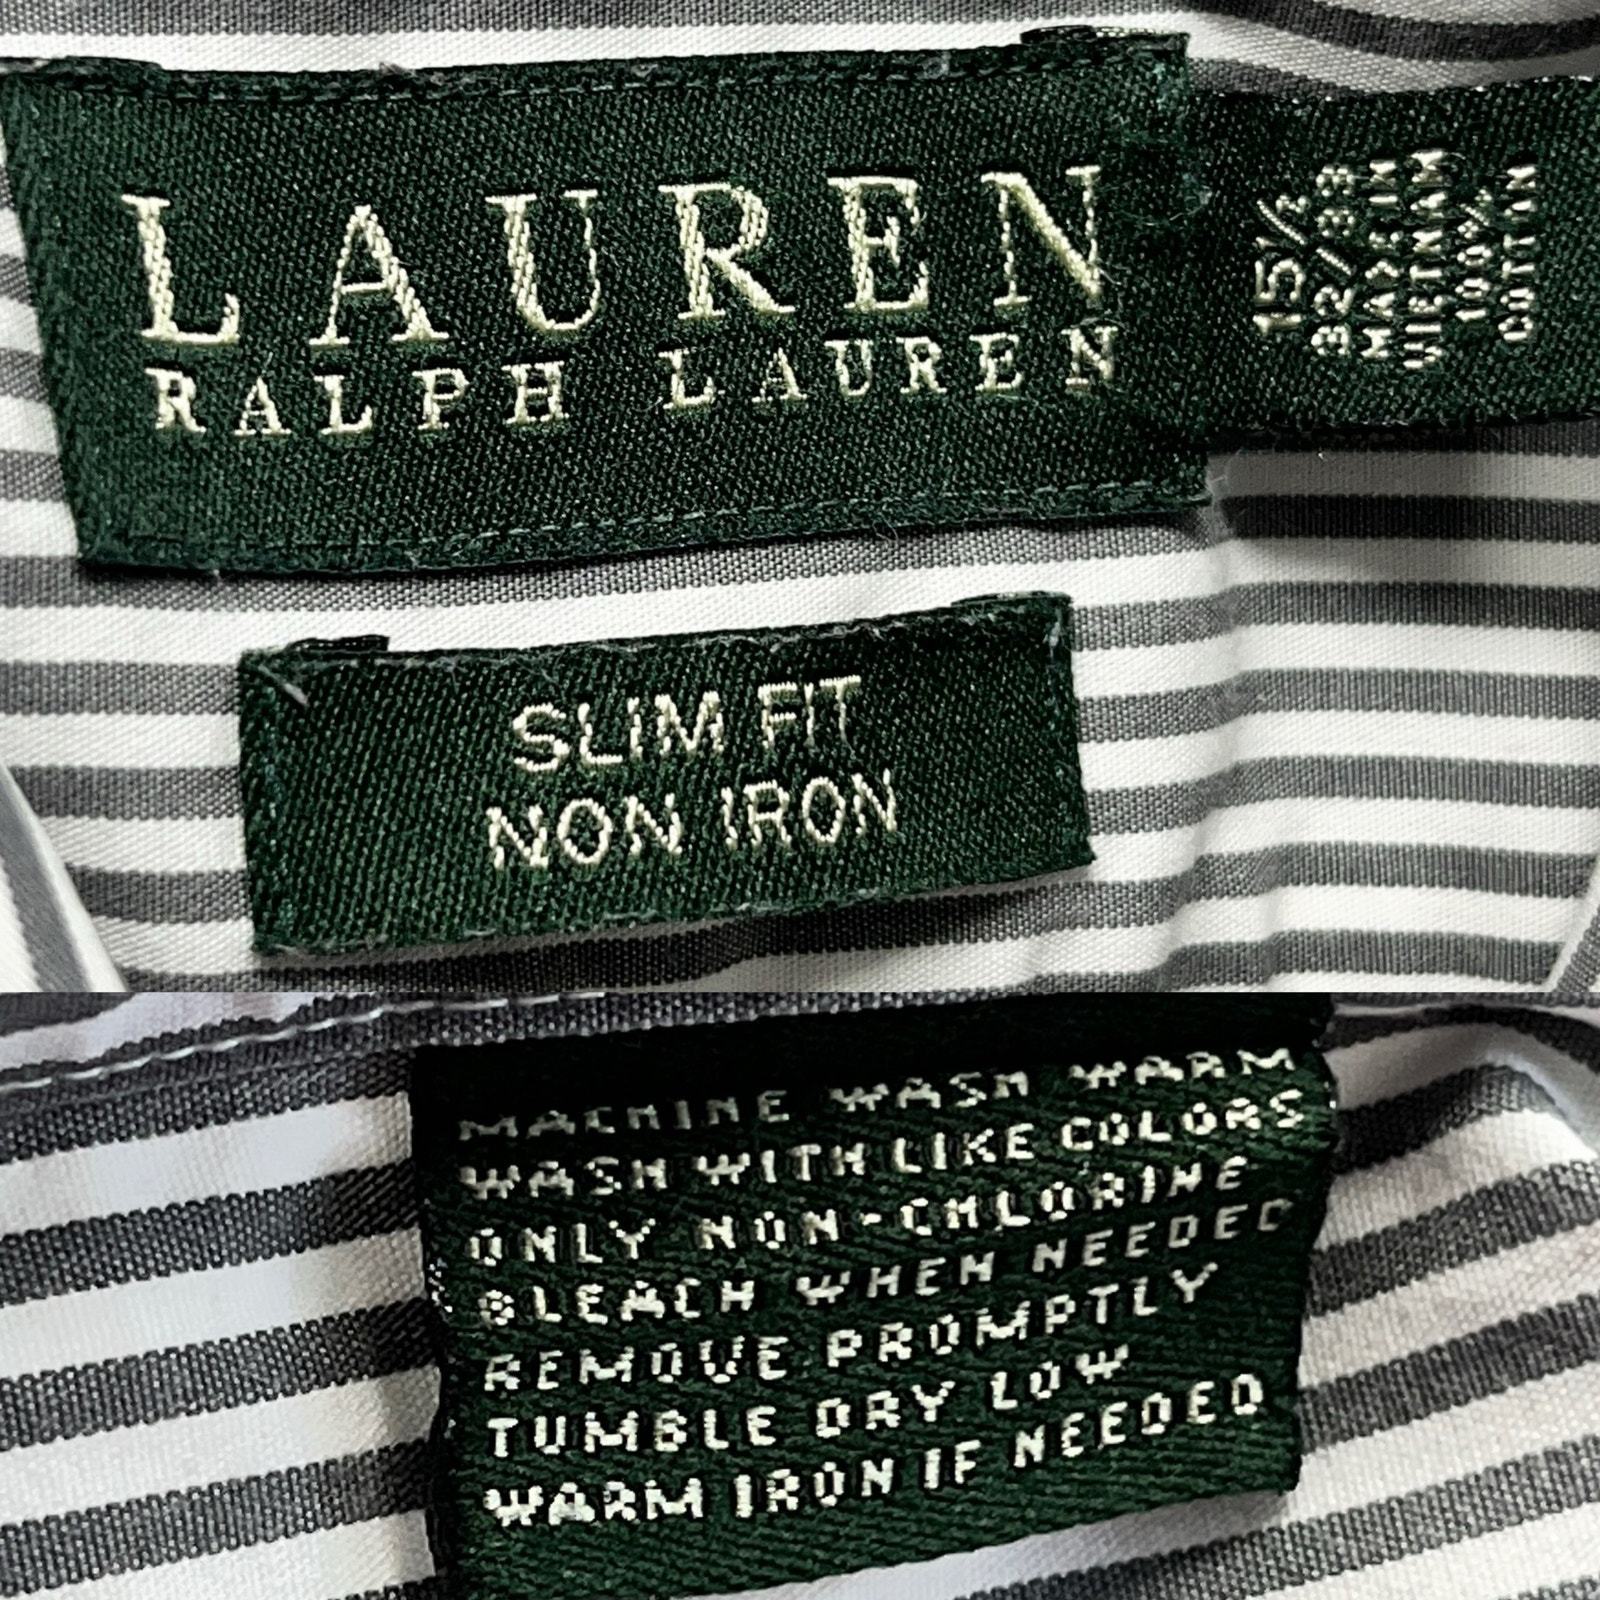 LAUREN
RALPH LAUREN
15½
32/33
MADE IN
VIETNAM
100%
COTTON
SLIM FIT
NON IRON
MACHINE WASH WARM
WASH WITH LIKE COLORS
ONLY NON-CHLORINE
BLEACH WHEN NEEDED
REMOVE PROMPTLY
TUMBLE DRY LOW
WARM IRON IF NEEDED